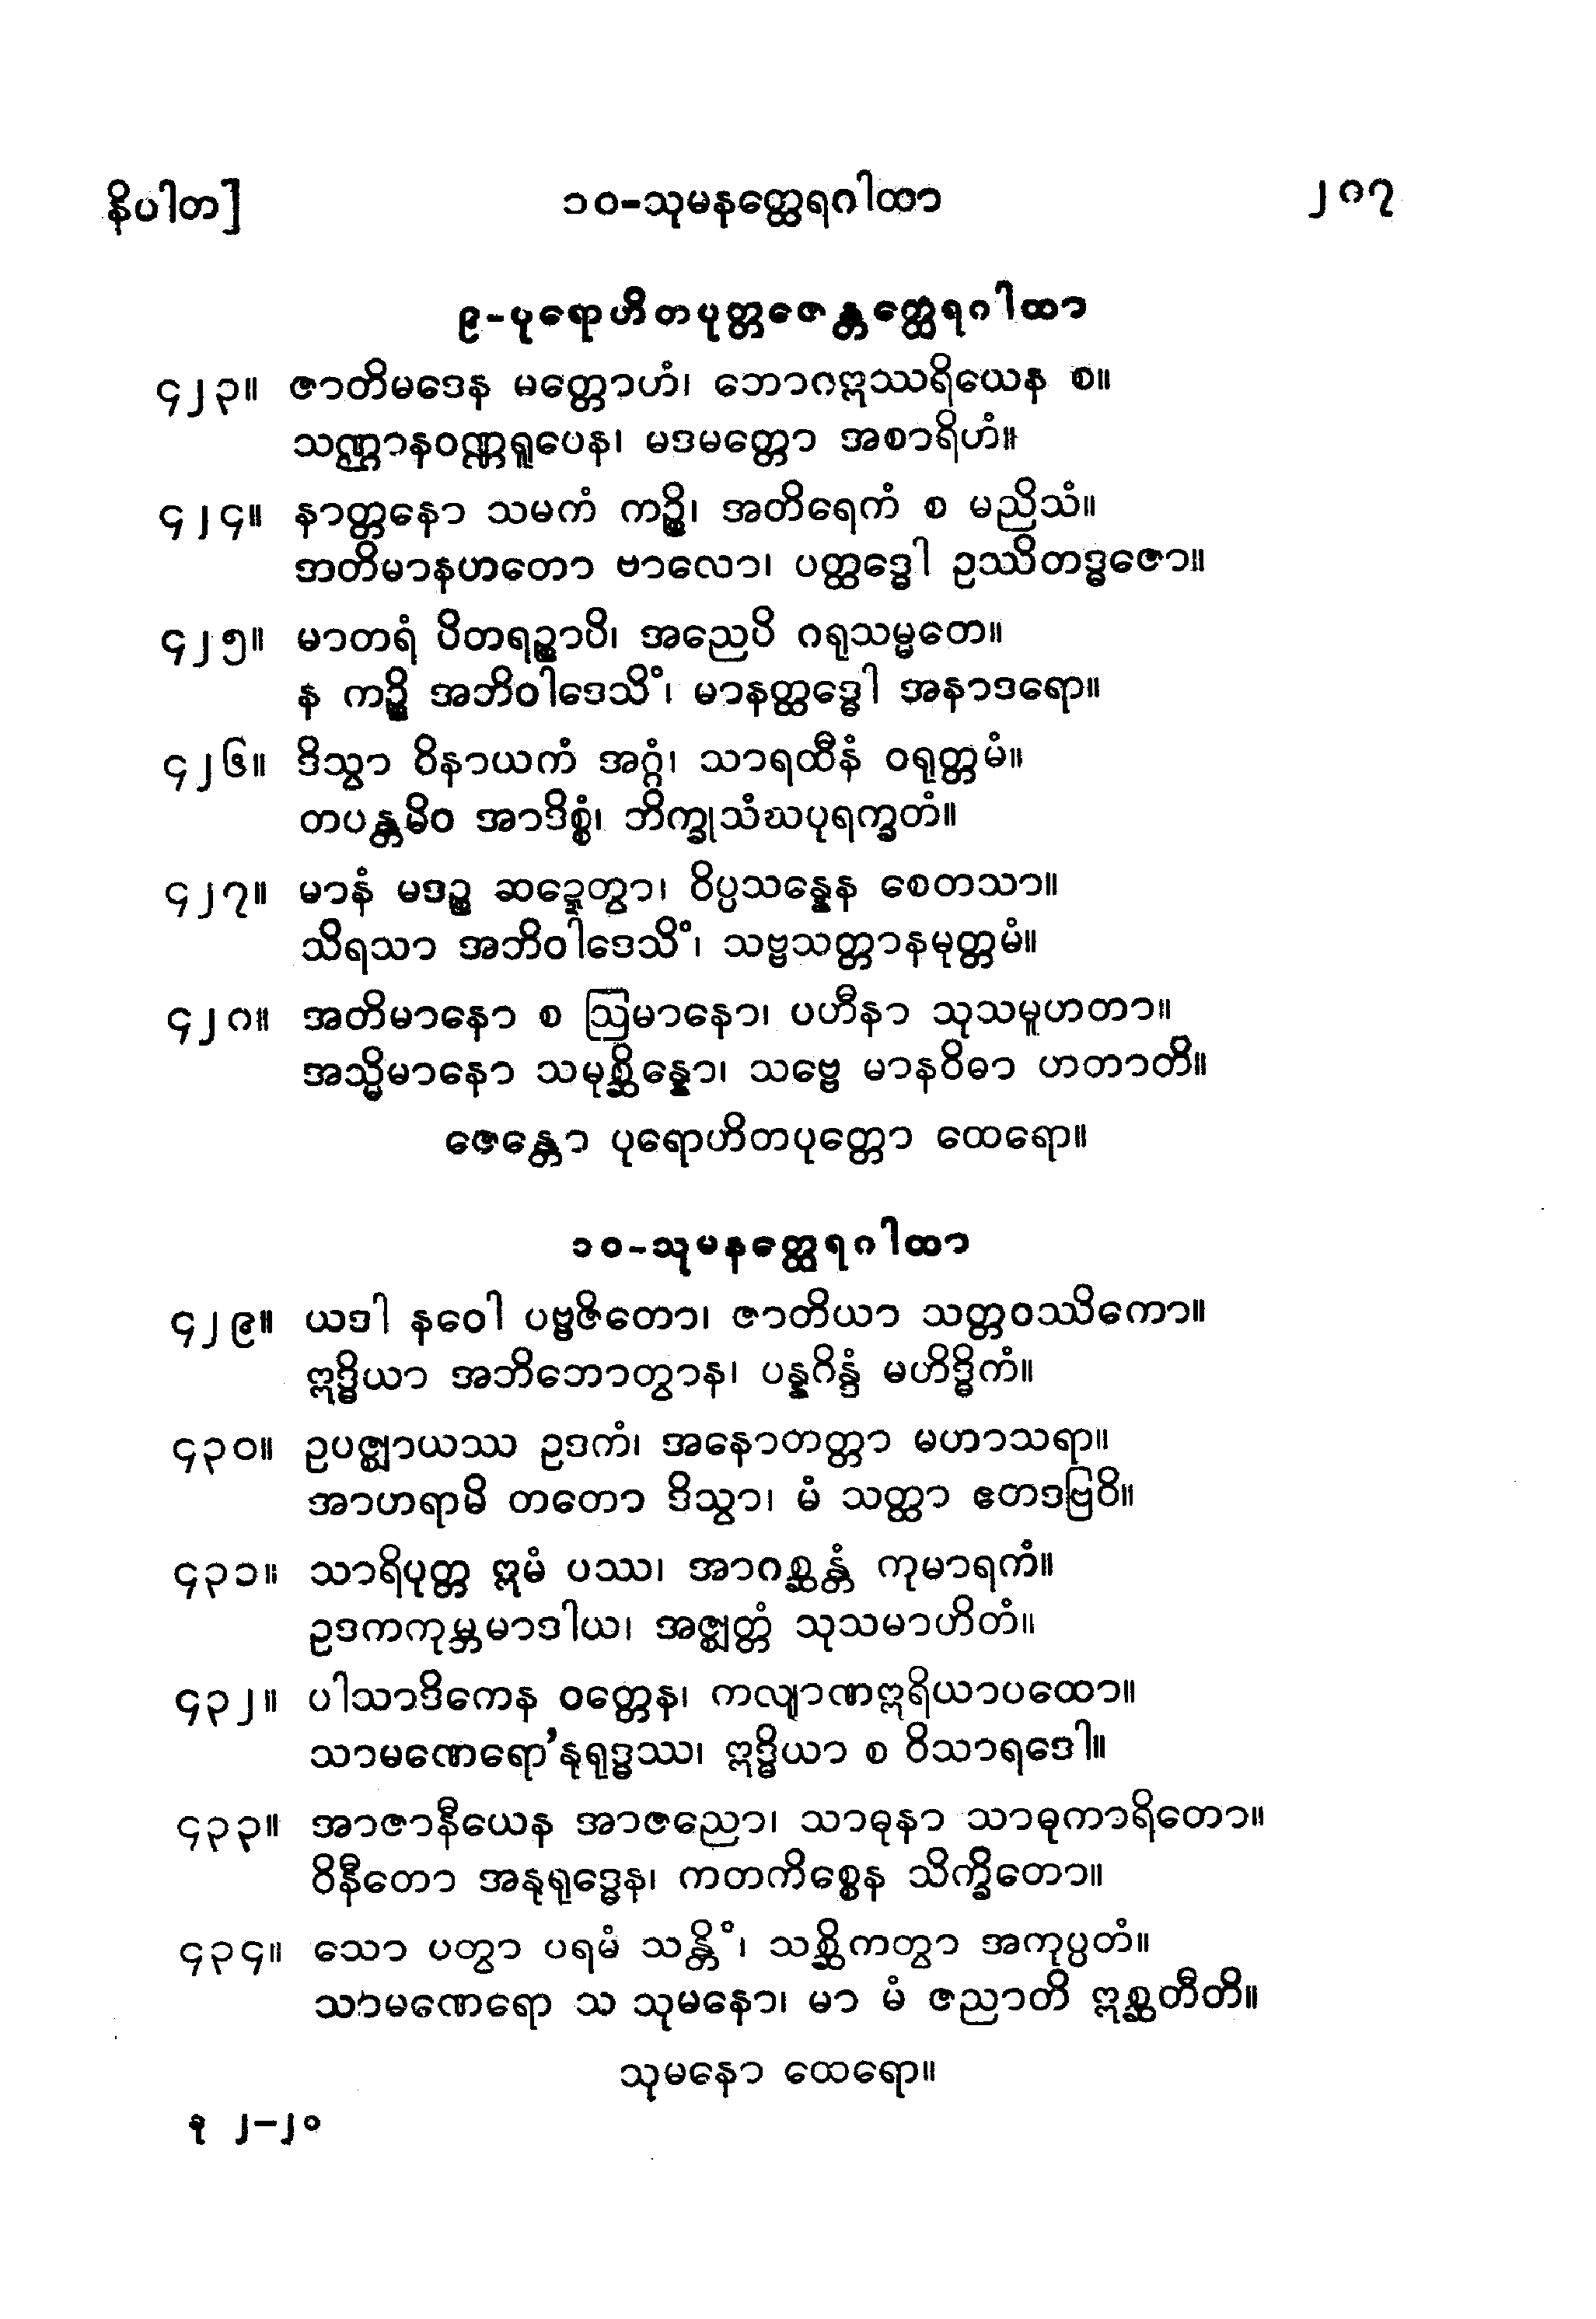 နိပါတ]
၁၀-သုမနတ္ထေရဂါထာ
၂၈၇
၉-ပုရောဟိတပုတ္တဇေန္တတ္ထေရဂါထာ
၄၂၃။ ဇာတိမဒေန မတ္တောဟံ၊ ဘောဂဣဿရိယေန စ။
သဏ္ဌာနဝဏ္ဏရူပေန၊ မဒမတ္တော အစာရိဟံ။
၄၂၄။ နာတ္တနော သမကံ ကဉ္စိ၊ အတိရေကံ စ မညိသံ။
အတိမာနဟတော ဗာလော၊ ပတ္ထဒ္ဓေါ ဥဿိတဒ္ဓဇော။
၄၂၅။ မာတရံ ပိတရဉ္စာပိ၊ အညေပိ ဂရုသမ္မတေ။
န ကဉ္စိ အဘိဝါဒေသိံ၊ မာနတ္ထဒ္ဓေါ အနာဒရော။
၄၂၆။ ဒိသွာ ဝိနာယကံ အဂ္ဂံ၊ သာရထီနံ ဝရုတ္တမံ။
တပန္တမိဝ အာဒိစ္စံ၊ ဘိက္ခုသံဃပုရက္ခတံ။
၄၂၇။ မာနံ မဒဉ္စ ဆဍ္ဍေတွာ၊ ဝိပ္ပသန္နေန စေတသာ။
သိရသာ အဘိဝါဒေသိံ၊ သဗ္ဗသတ္တာနမုတ္တမံ။
၄၂၈။ အတိမာနော စ ဩမာနော၊ ပဟီနာ သုသမူဟတာ။
အသ္မိမာနော သမုစ္ဆိန္နော၊ သဗ္ဗေ မာနဝိဓာ ဟတာတိ။
ဇေန္တော ပုရောဟိတပုတ္တော ထေရော။
၁၀-သုမနတ္ထေရဂါထာ
၄၂၉။ ယဒါ နဝေါ ပဗ္ဗဇိတော၊ ဇာတိယာ သတ္တဝဿိကော။
ဣဒ္ဓိယာ အဘိဘောတွာန၊ ပန္နဂိန္ဒံ မဟိဒ္ဓိကံ။
၄၃၀။ ဥပဇ္ဈာယဿ ဥဒကံ၊ အနောတတ္တာ မဟာသရာ။
အာဟရာမိ တတော ဒိသွာ၊ မံ သတ္ထာ ဧတဒဗြဝိ။
၄၃၁။ သာရိပုတ္တ ဣမံ ပဿ၊ အာဂစ္ဆန္တံ ကုမာရကံ။
ဥဒကကုမ္ဘမာဒါယ၊ အဇ္ဈတ္တံ သုသမာဟိတံ။
၄၃၂။ ပါသာဒိကေန ဝတ္တေန၊ ကလျာဏဣရိယာပထော။
သာမဏေရော’နုရုဒ္ဓဿ၊ ဣဒ္ဓိယာ စ ဝိသာရဒေါ။
၄၃၃။ အာဇာနီယေန အာဇညော၊ သာဓုနာ သာဓုကာရိတော။
ဝိနီတော အနုရုဒ္ဓေန၊ ကတကိစ္စေန သိက္ခိတော။
၄၃၄။ သော ပတွာ ပရမံ သန္တိံ၊ သစ္ဆိကတွာ အကုပ္ပတံ။
သာမဏေရော သ သုမနော၊ မာ မံ ဇညာတိ ဣစ္ဆတီတိ။
သုမနော ထေရော။
ခု ၂-၂၀